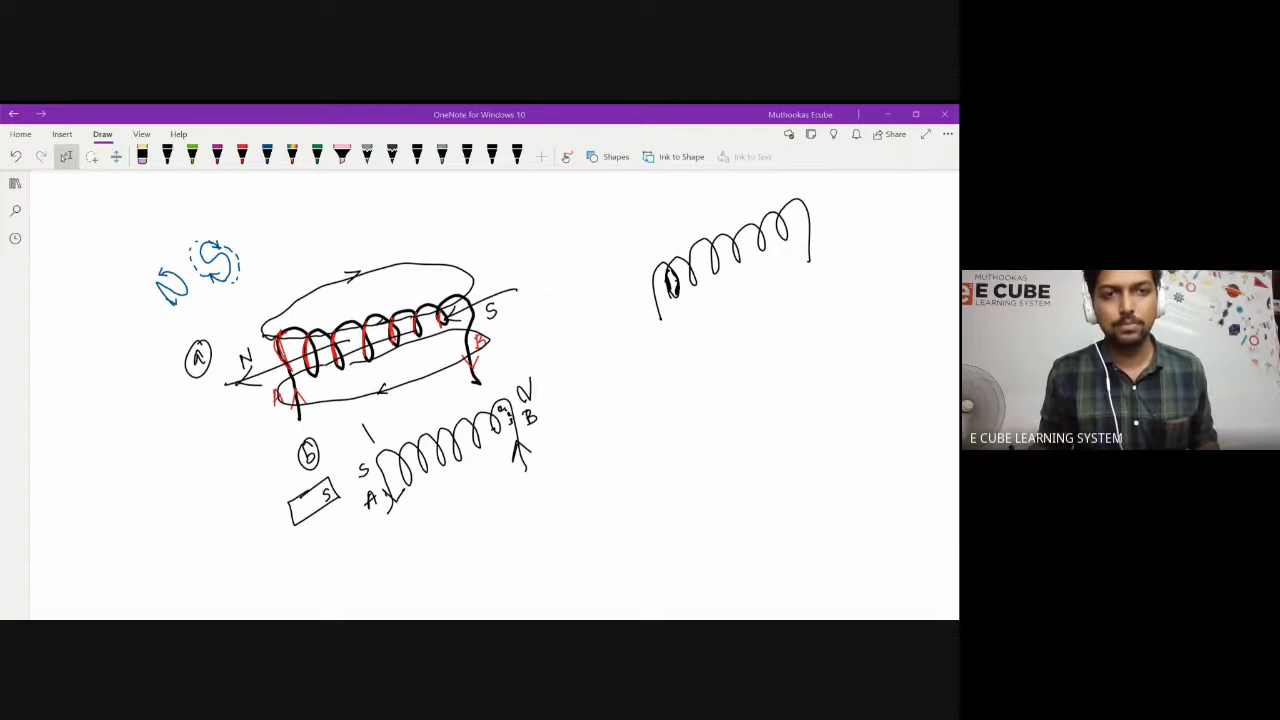 OneNote for Windows 10
Muthookas Ecube
Home Insert Draw View Help
Share
Shapes
Ink to Shape
Ink to Text
N S
a
N
S
A
B
b
S
S
A
N
B
MUTHOOKAS
E CUBE
LEARNING SYSTEM
E CUBE LEARNING SYSTEM